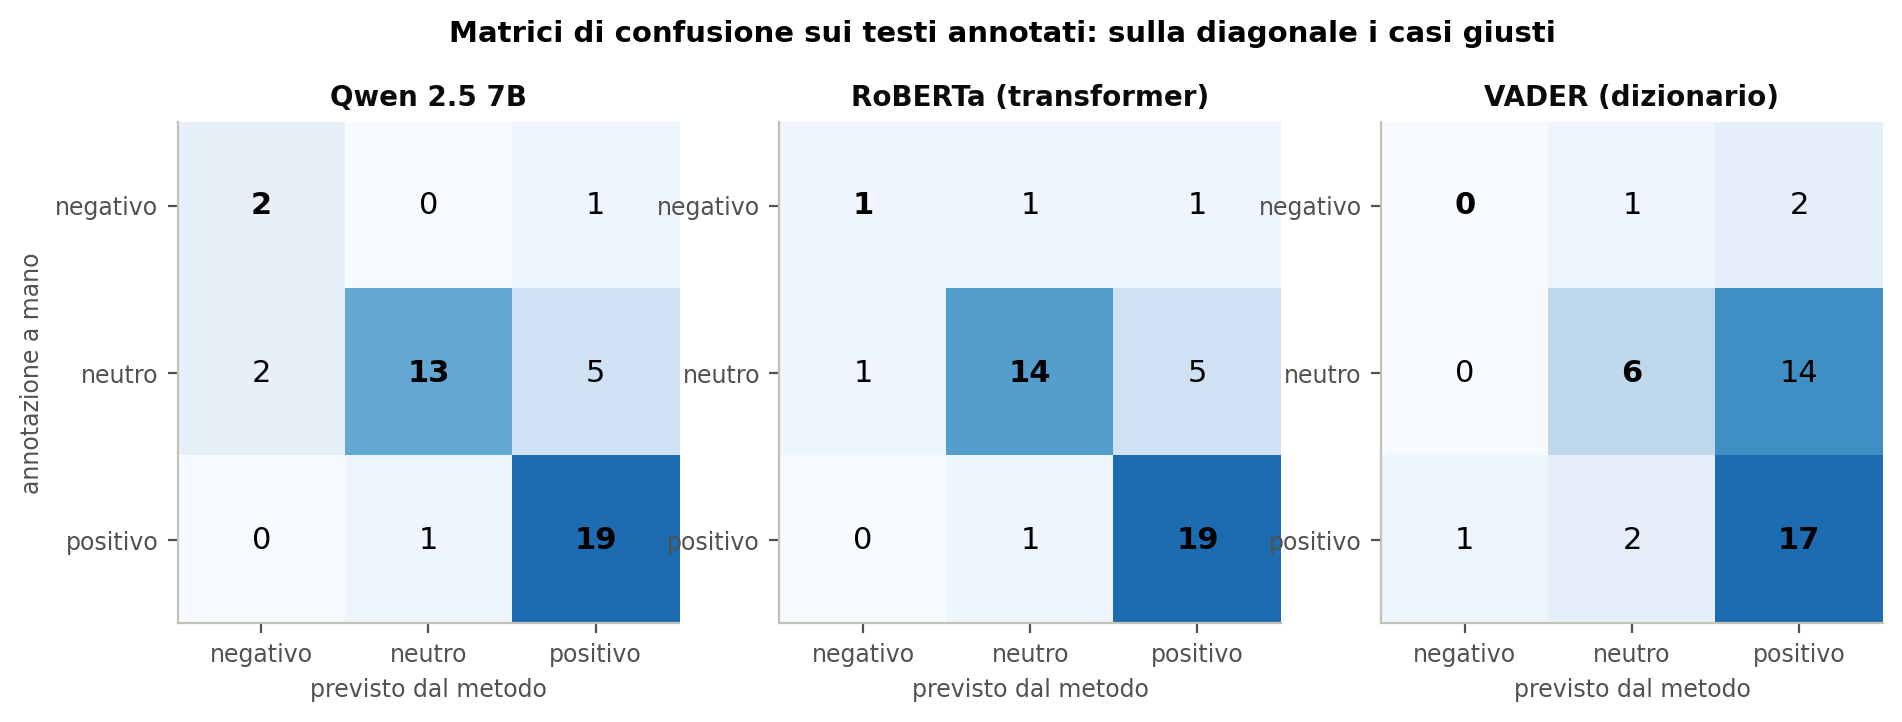 Matrici di confusione sui testi annotati: sulla diagonale i casi giusti
Qwen 2.5 7B
annotazione a mano
negativo 2 0 1
neutro 2 13 5
positivo 0 1 19
negativo neutro positivo
previsto dal metodo
RoBERTa (transformer)
negativo 1 1 1
neutro 1 14 5
positivo 0 1 19
negativo neutro positivo
previsto dal metodo
VADER (dizionario)
negativo 0 1 2
neutro 0 6 14
positivo 1 2 17
negativo neutro positivo
previsto dal metodo